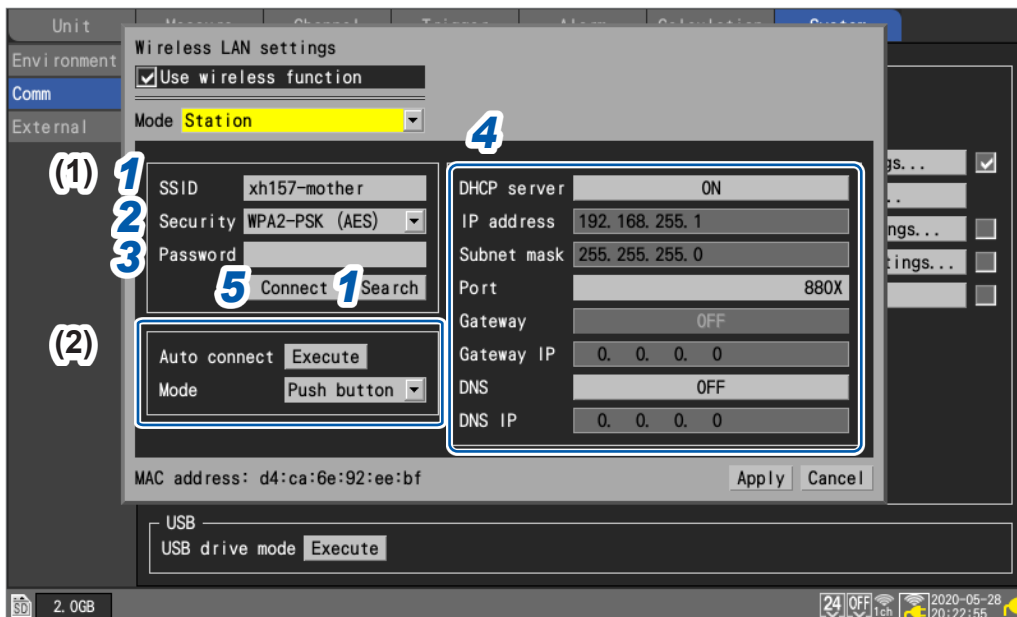 Unit
System
Environment
Comm
External
Wireless LAN settings
Use wireless function
Mode Station
4
(1) 1
SSID xh157-mother
2
Security WPA2-PSK (AES)
3
Password
5 Connect 1 Search
DHCP server ON
IP address 192. 168. 255. 1
Subnet mask 255. 255. 255. 0
Port 880X
Gateway OFF
Gateway IP 0. 0. 0. 0
DNS OFF
DNS IP 0. 0. 0. 0
(2)
Auto connect Execute
Mode Push button
MAC address: d4:ca:6e:92:ee:bf
Apply Cancel
USB
USB drive mode Execute
SD 2.0GB
24 OFF 1ch
2020-05-28
20:22:55